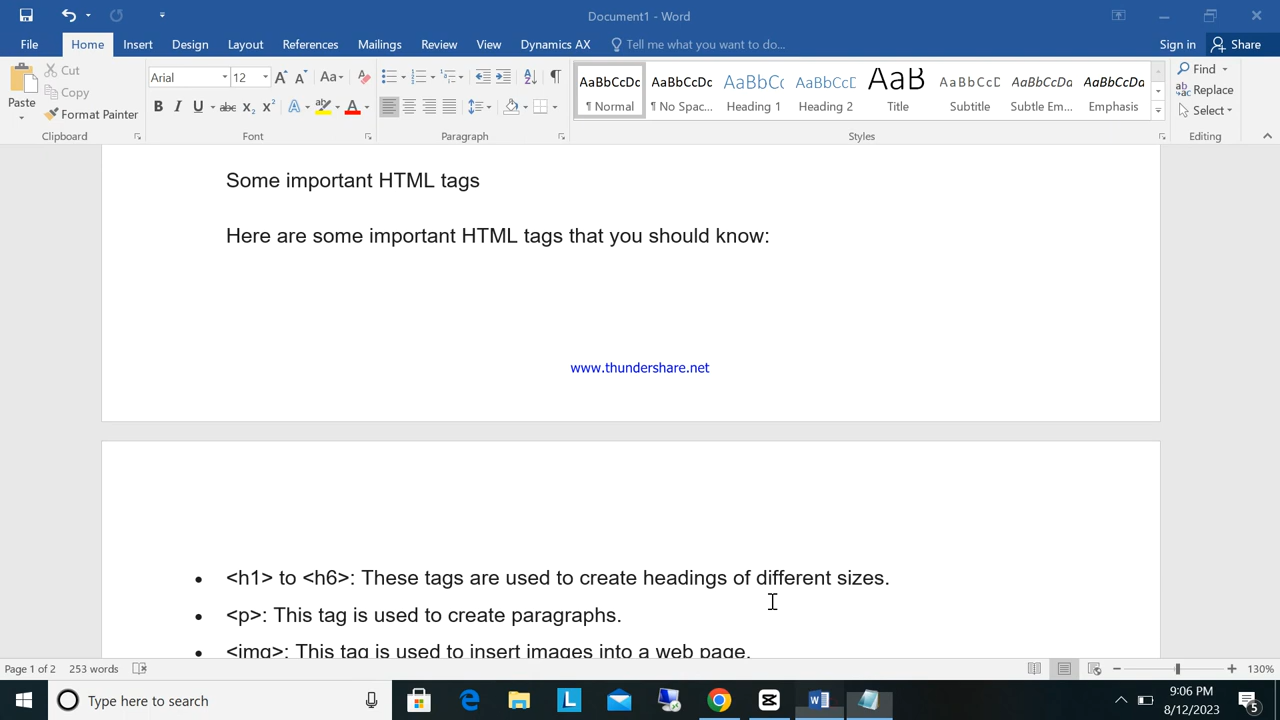 Document1 - Word
File Home Insert Design Layout References Mailings Review View Dynamics AX Tell me what you want to do... Sign in Share
Paste
Cut
Copy
Format Painter
Clipboard
Arial 12 Aa
B I U abc X₂ X² A A
Font
Paragraph
AaBbCcDc AaBbCcDc AaBbCc AaBbCcC AaB AaBbCcD AaBbCcDa AaBbCcDa
¶ Normal ¶ No Spac... Heading 1 Heading 2 Title Subtitle Subtle Em... Emphasis
Styles
Find
Replace
Select
Editing
Some important HTML tags
Here are some important HTML tags that you should know:
www.thundershare.net
• <h1> to <h6>: These tags are used to create headings of different sizes.
• <p>: This tag is used to create paragraphs.
• <img>: This tag is used to insert images into a web page.
Page 1 of 2 253 words 130%
Type here to search
9:06 PM
8/12/2023
5